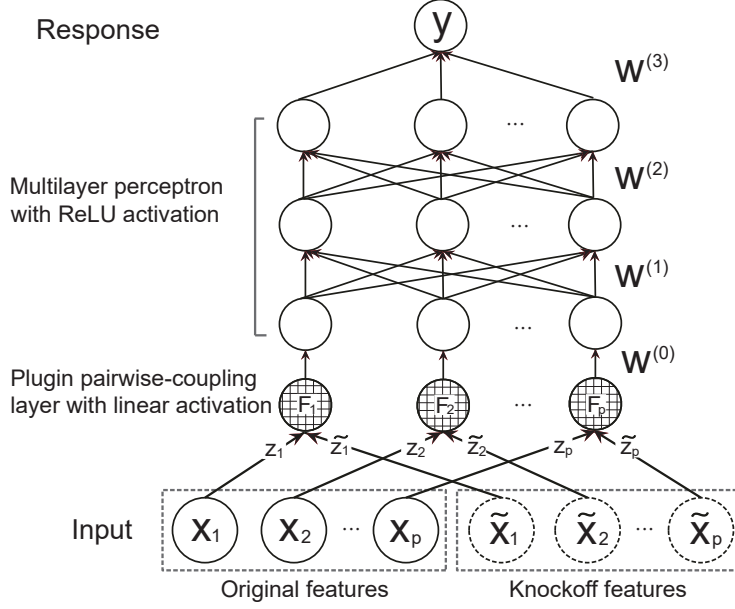 Response
y
W(3)
...
Multilayer perceptron
with ReLU activation
W(2)
...
W(1)
...
W(0)
Plugin pairwise-coupling
layer with linear activation
F1 F2 ... Fp
z1 z̃1 z2 z̃2 zp z̃p
Input
x1 x2 ... xp x̃1 x̃2 ... x̃p
Original features Knockoff features